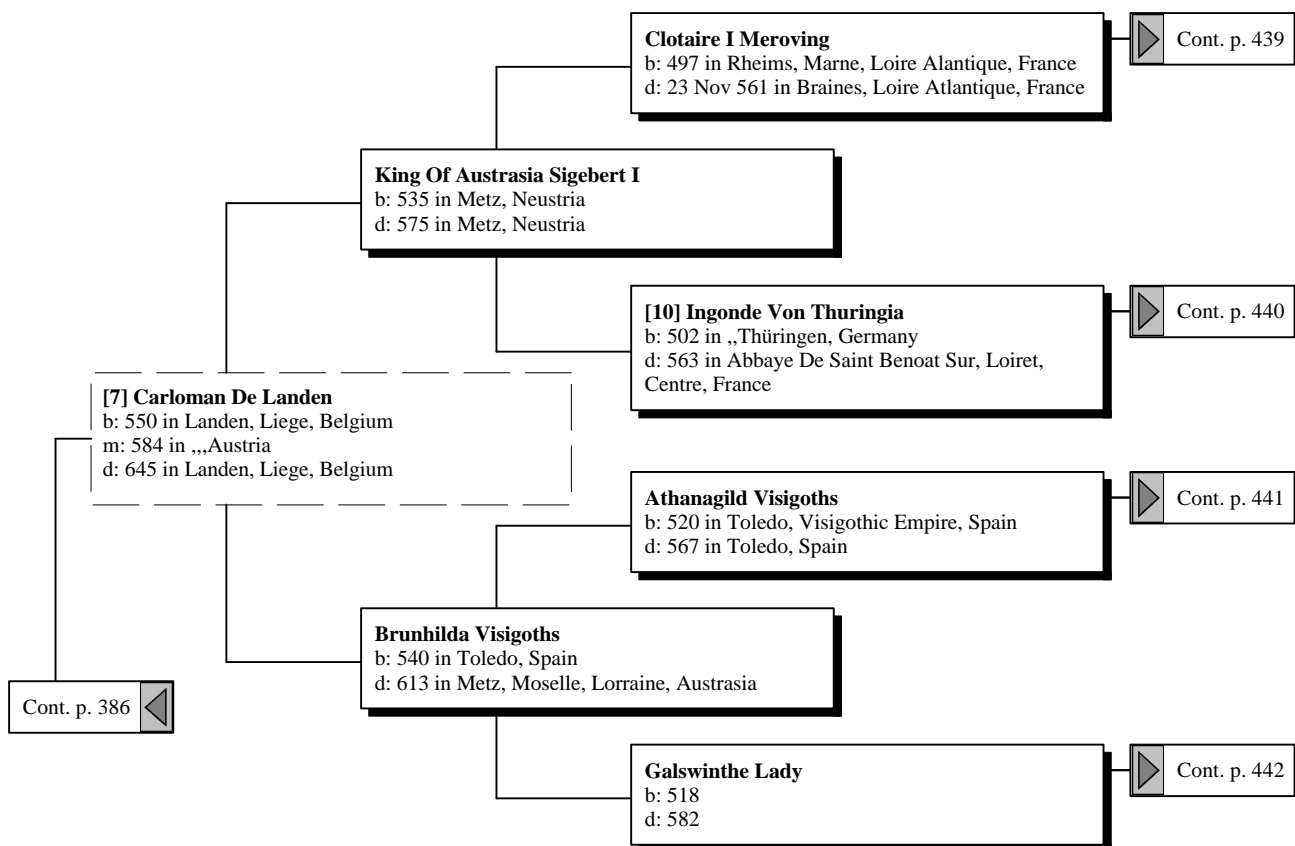 Clotaire I Meroving
b: 497 in Rheims, Marne, Loire Alantique, France
d: 23 Nov 561 in Braines, Loire Atlantique, France
Cont. p. 439
King Of Austrasia Sigebert I
b: 535 in Metz, Neustria
d: 575 in Metz, Neustria
[10] Ingonde Von Thuringia
b: 502 in ,,Thüringen, Germany
d: 563 in Abbaye De Saint Benoat Sur, Loiret,
Centre, France
Cont. p. 440
[7] Carloman De Landen
b: 550 in Landen, Liege, Belgium
m: 584 in ,,,Austria
d: 645 in Landen, Liege, Belgium
Athanagild Visigoths
b: 520 in Toledo, Visigothic Empire, Spain
d: 567 in Toledo, Spain
Cont. p. 441
Brunhilda Visigoths
b: 540 in Toledo, Spain
d: 613 in Metz, Moselle, Lorraine, Austrasia
Cont. p. 386
Galswinthe Lady
b: 518
d: 582
Cont. p. 442